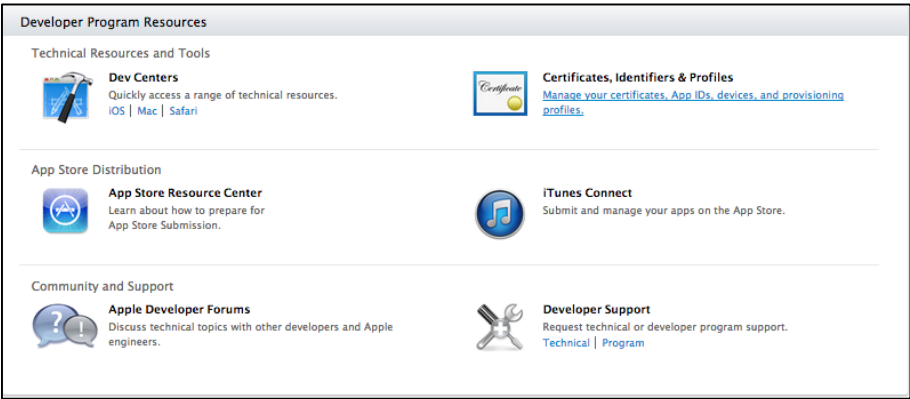 Developer Program Resources
Technical Resources and Tools
Dev Centers
Quickly access a range of technical resources.
iOS | Mac | Safari
Certificate
Certificates, Identifiers & Profiles
Manage your certificates, App IDs, devices, and provisioning
profiles.
App Store Distribution
App Store Resource Center
Learn about how to prepare for
App Store Submission.
iTunes Connect
Submit and manage your apps on the App Store.
Community and Support
Apple Developer Forums
Discuss technical topics with other developers and Apple
engineers.
Developer Support
Request technical or developer program support.
Technical | Program